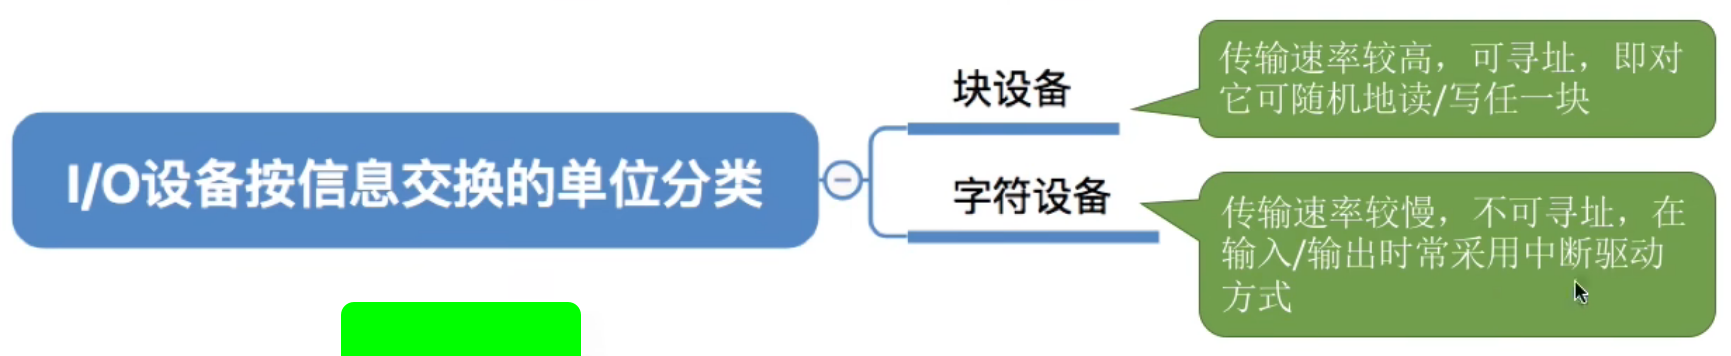 I/O设备按信息交换的单位分类
块设备
传输速率较高，可寻址，即对
它可随机地读/写任一块
字符设备
传输速率较慢，不可寻址，在
输入/输出时常采用中断驱动
方式